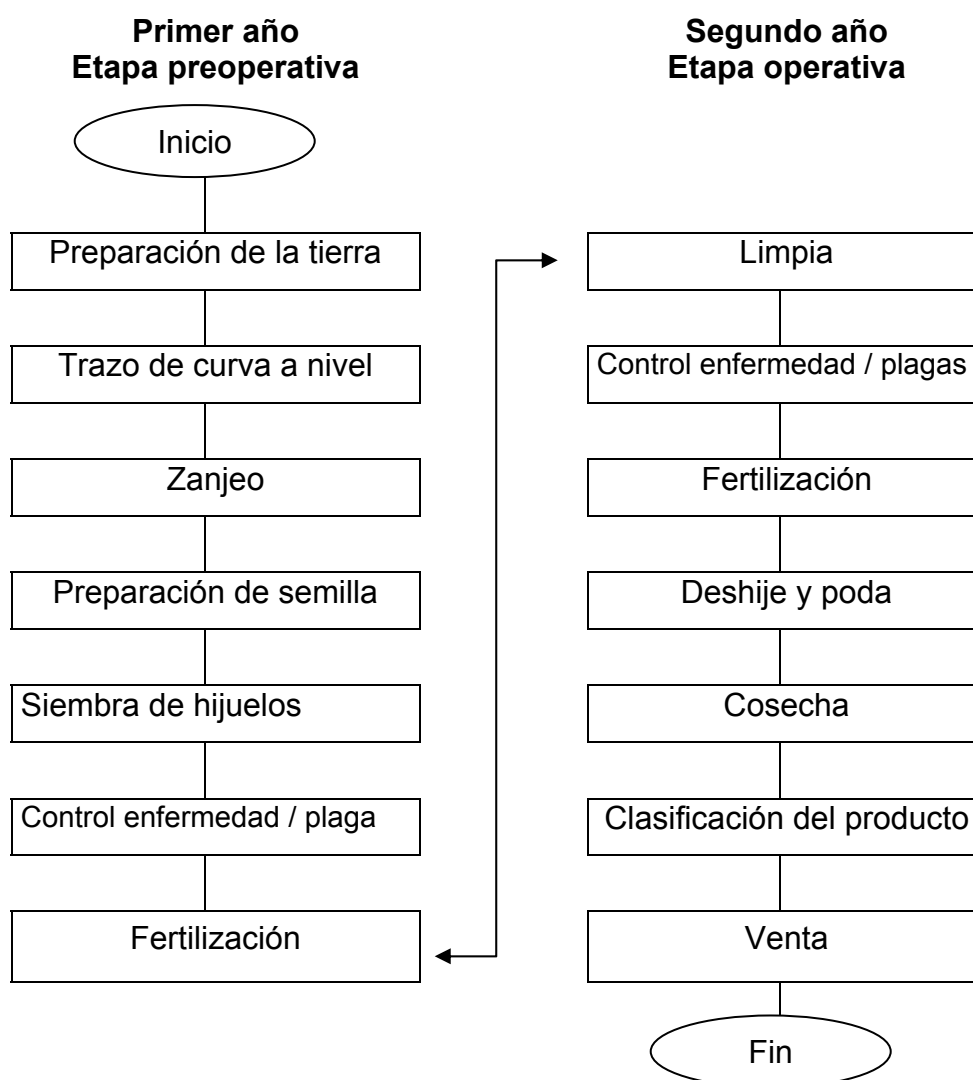 Primer año
Etapa preoperativa
Inicio
Preparación de la tierra
Trazo de curva a nivel
Zanjeo
Preparación de semilla
Siembra de hijuelos
Control enfermedad / plaga
Fertilización
Segundo año
Etapa operativa
Limpia
Control enfermedad / plagas
Fertilización
Deshije y poda
Cosecha
Clasificación del producto
Venta
Fin